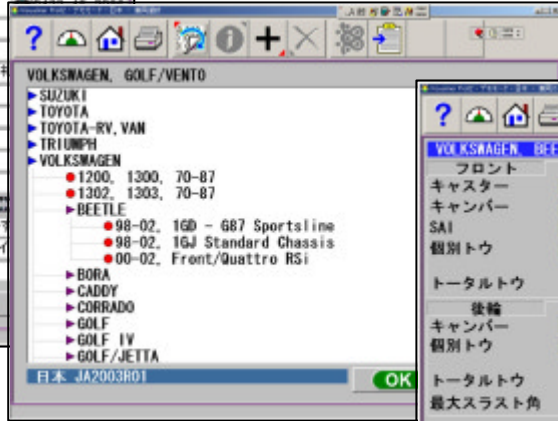 VOLKSWAGEN, GOLF/VENTO
SUZUKI
TOYOTA
TOYOTA-RV, VAN
TRIUMPH
VOLKSWAGEN
1200, 1300, 70-87
1302, 1303, 70-87
BEETLE
98-02, 1GD - G87 Sportsline
98-02, 1GJ Standard Chassis
00-02, Front/Quattro RSi
BORA
CADDY
CORRADO
GOLF
GOLF IV
GOLF/JETTA
日本 JA2003R01
OK
VOLKSWAGEN, BEE
フロント
キャスター
キャンバー
SAI
個別トウ
トータルトウ
後輪
キャンバー
個別トウ
トータルトウ
最大スラスト角